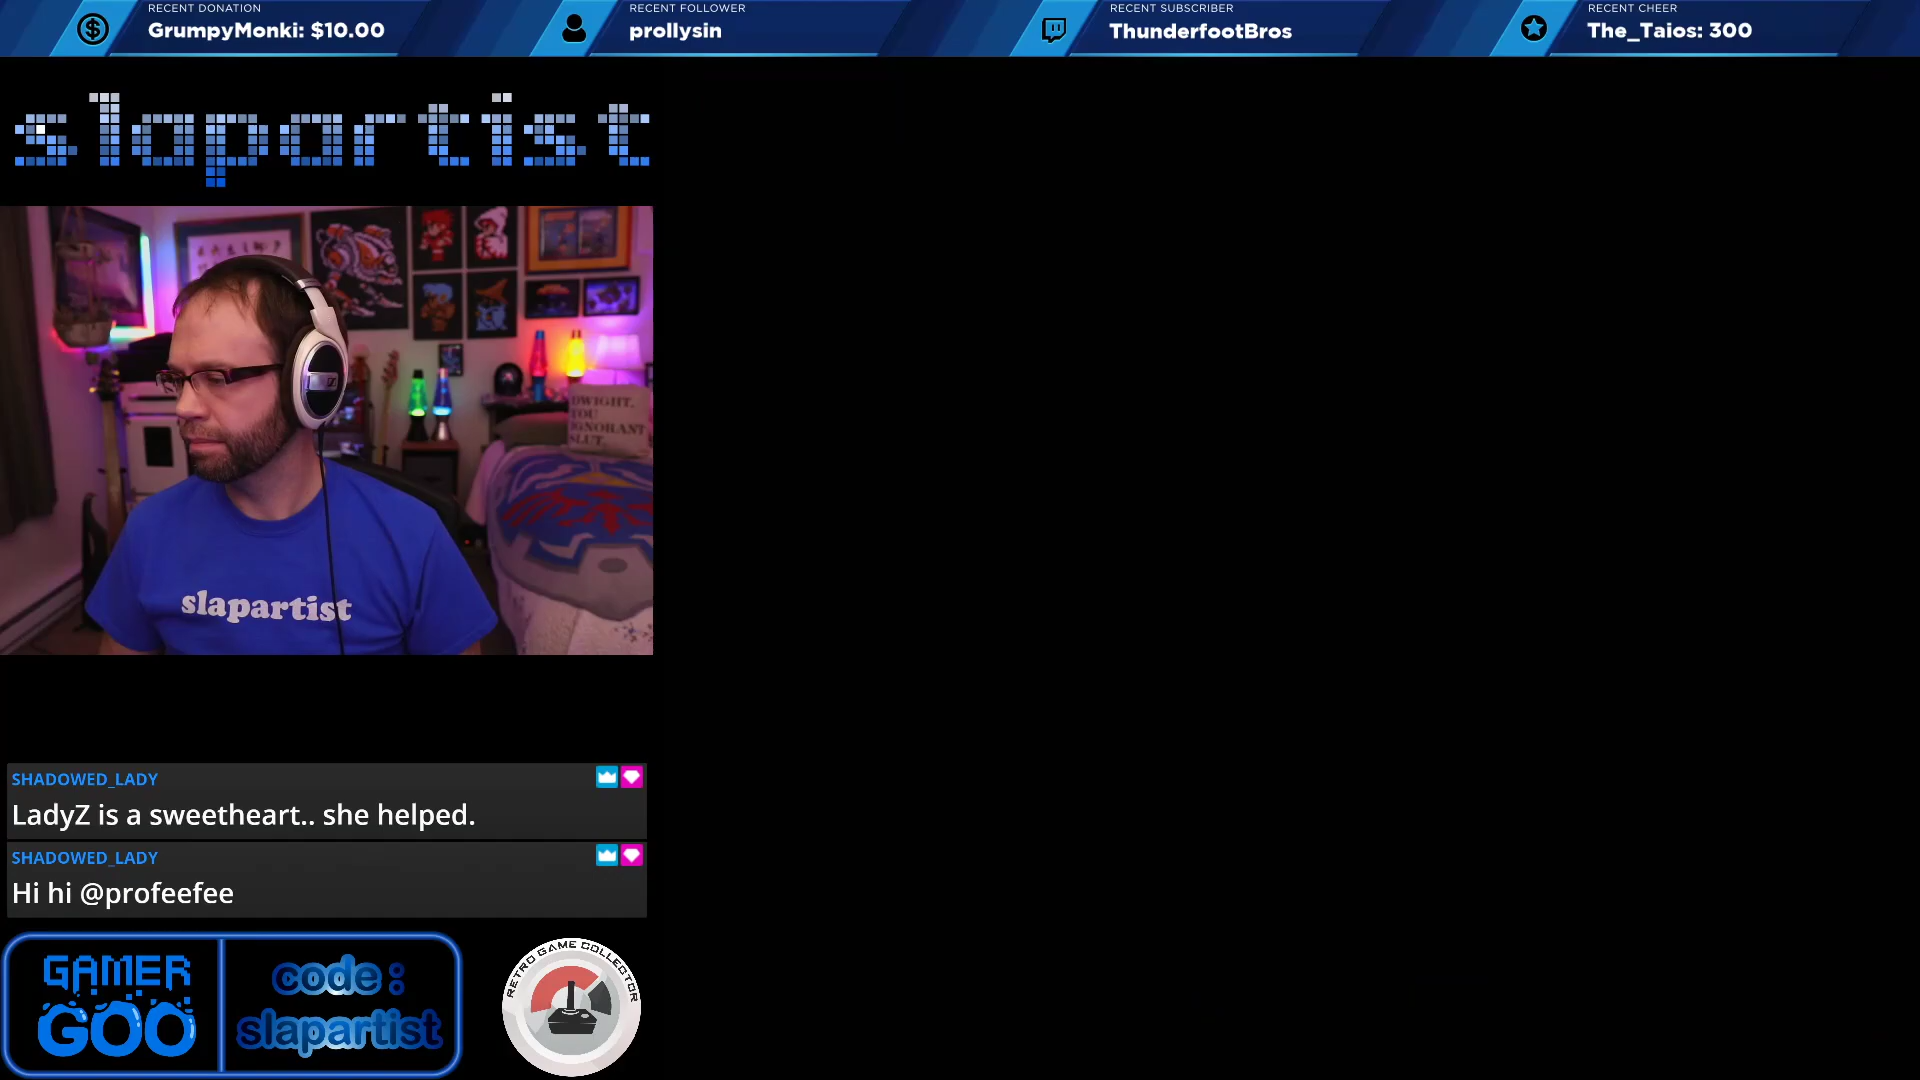 RECENT DONATION
GrumpyMonki: $10.00
RECENT FOLLOWER
prollysin
RECENT SUBSCRIBER
ThunderfootBros
RECENT CHEER
The_Taios: 300
slapartist
DWIGHT,
YOU
IGNORANT
SLUT.
slapartist
SHADOWED_LADY
LadyZ is a sweetheart.. she helped.
SHADOWED_LADY
Hi hi @profeefee
GAMER
GOO
code:
slapartist
RETRO GAME COLLECTOR